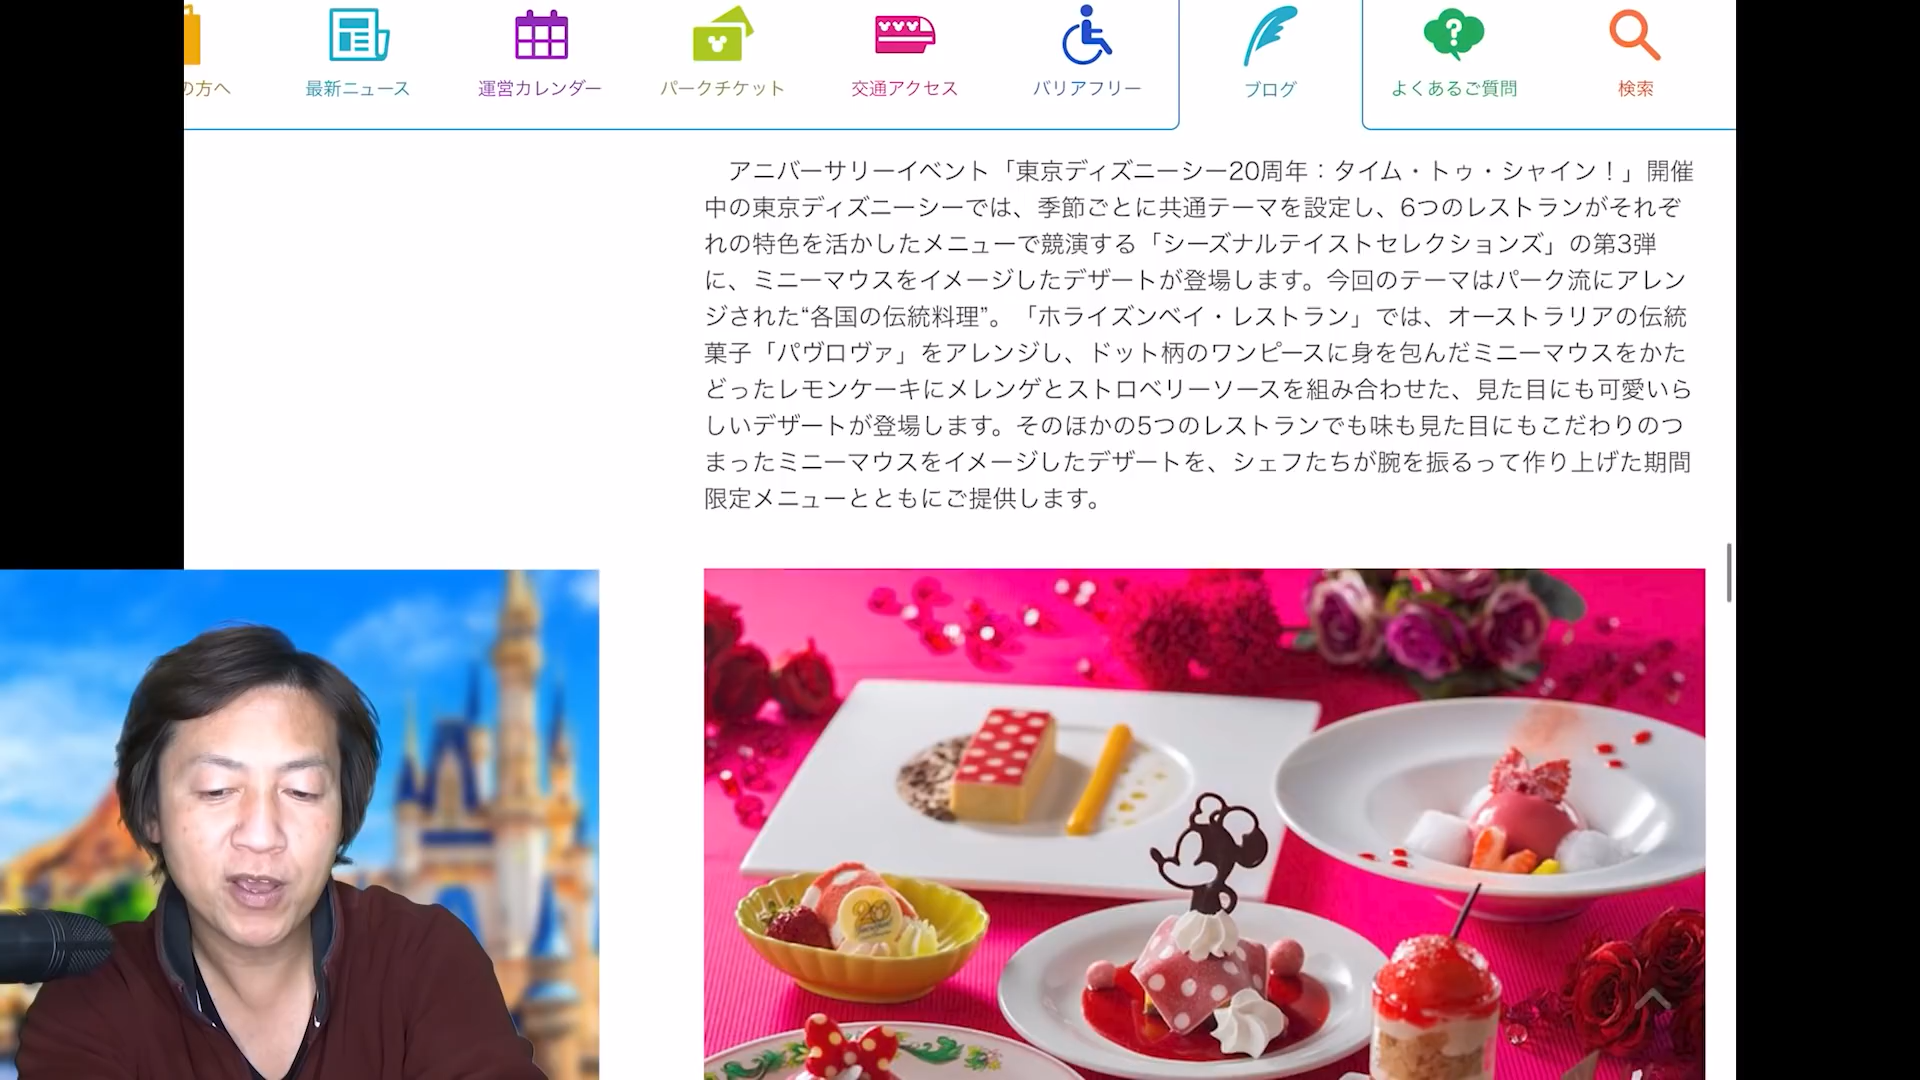 の方へ
最新ニュース
運営カレンダー
パークチケット
交通アクセス
バリアフリー
ブログ
よくあるご質問
検索
アニバーサリーイベント「東京ディズニーシー20周年：タイム・トゥ・シャイン！」開催
中の東京ディズニーシーでは、季節ごとに共通テーマを設定し、6つのレストランがそれぞ
れの特色を活かしたメニューで競演する「シーズナルテイストセレクションズ」の第3弾
に、ミニーマウスをイメージしたデザートが登場します。今回のテーマはパーク流にアレン
ジされた“各国の伝統料理”。「ホライズンベイ・レストラン」では、オーストラリアの伝統
菓子「パヴロヴァ」をアレンジし、ドット柄のワンピースに身を包んだミニーマウスをかた
どったレモンケーキにメレンゲとストロベリーソースを組み合わせた、見た目にも可愛いら
しいデザートが登場します。そのほかの5つのレストランでも味も見た目にもこだわりのつ
まったミニーマウスをイメージしたデザートを、シェフたちが腕を振るって作り上げた期間
限定メニューとともにご提供します。
20